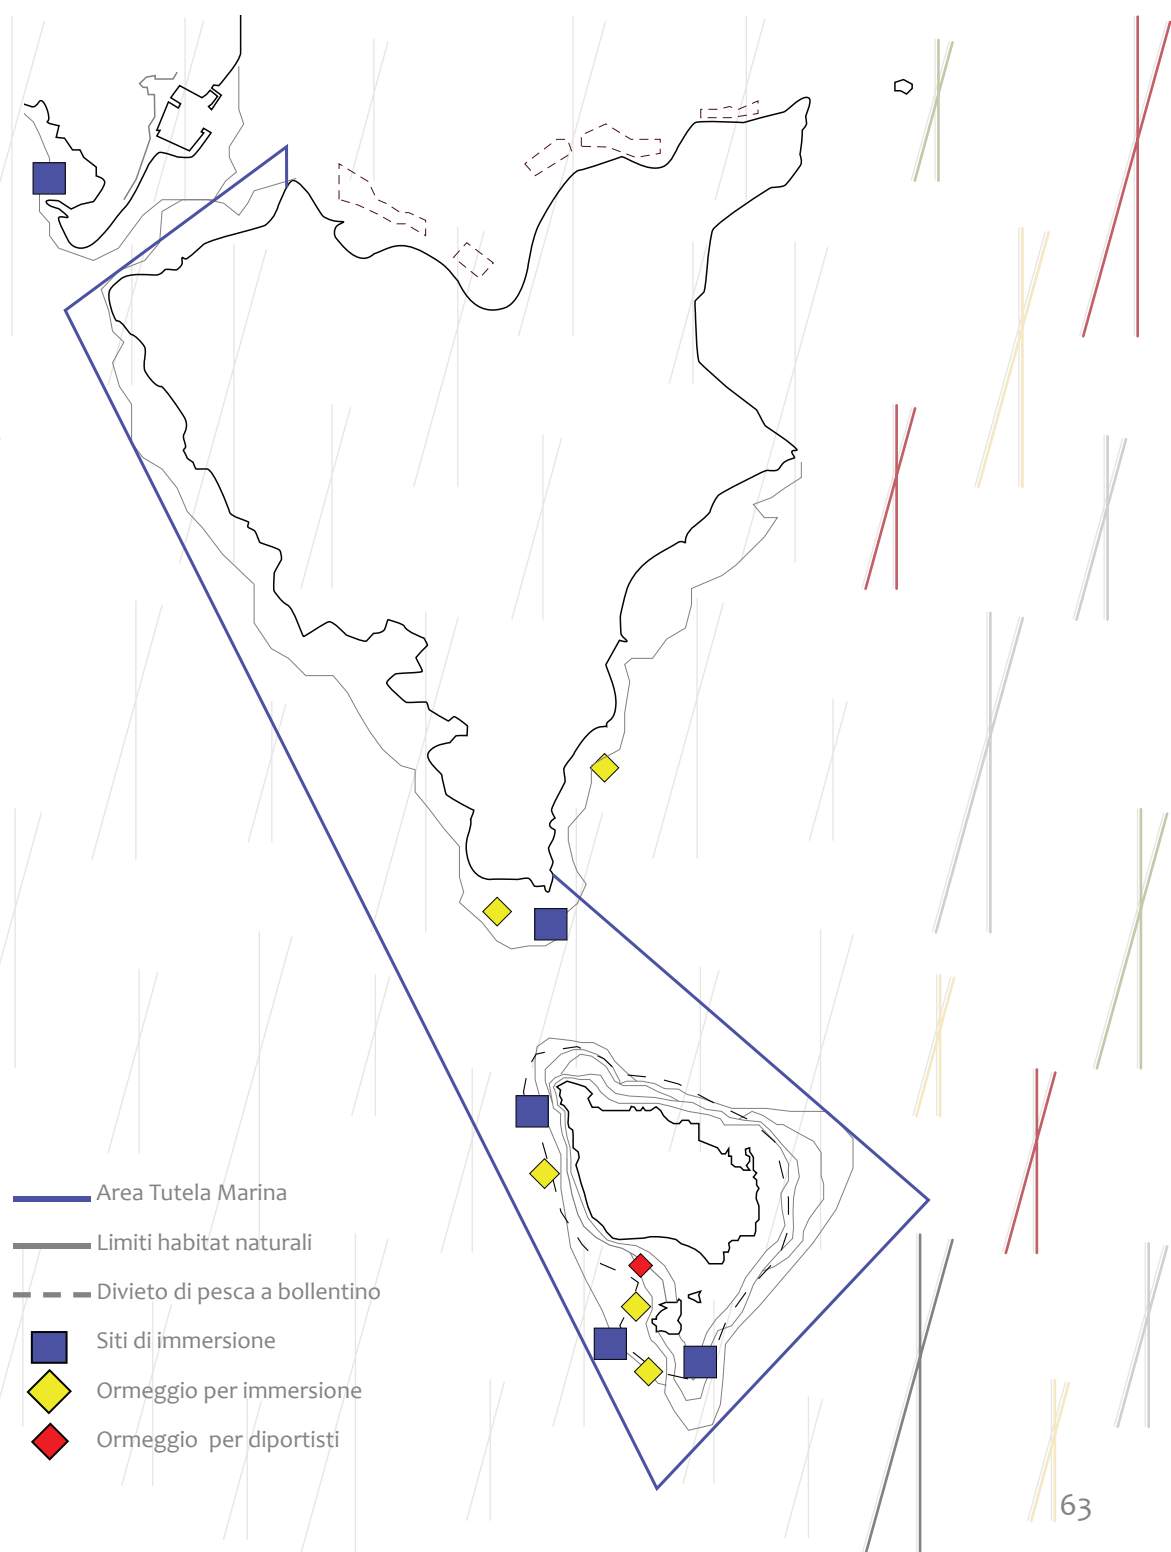 Area Tutela Marina
Limiti habitat naturali
Divieto di pesca a bollentino
Siti di immersione
Ormeggio per immersione
Ormeggio per diportisti
63